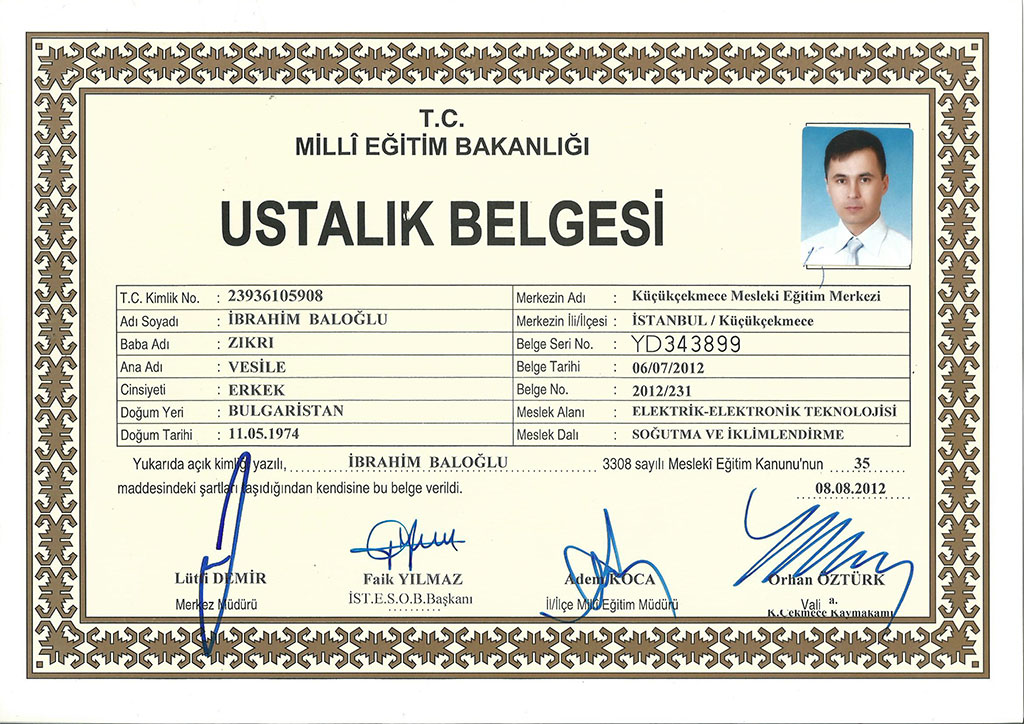 T.C.
MİLLÎ EĞİTİM BAKANLIĞI
USTALIK BELGESİ
T.C. Kimlik No. : 23936105908
Adı Soyadı : İBRAHİM BALOĞLU
Baba Adı : ZIKRI
Ana Adı : VESİLE
Cinsiyeti : ERKEK
Doğum Yeri : BULGARİSTAN
Doğum Tarihi : 11.05.1974
Merkezin Adı : Küçükçekmece Mesleki Eğitim Merkezi
Merkezin İli/İlçesi : İSTANBUL / Küçükçekmece
Belge Seri No. : YD343899
Belge Tarihi : 06/07/2012
Belge No. : 2012/231
Meslek Alanı : ELEKTRİK-ELEKTRONİK TEKNOLOJİSİ
Meslek Dalı : SOĞUTMA VE İKLİMLENDİRME
Yukarıda açık kimliği yazılı, İBRAHİM BALOĞLU 3308 sayılı Meslekî Eğitim Kanunu'nun 35
maddesindeki şartları taşıdığından kendisine bu belge verildi.
08.08.2012
Lütfi DEMİR
Merkez Müdürü
Faik YILMAZ
İST.E.S.O.B.Başkanı
Adem KOCA
İl/İlçe Millî Eğitim Müdürü
Orhan ÖZTÜRK
Vali a.
K.Çekmece Kaymakamı